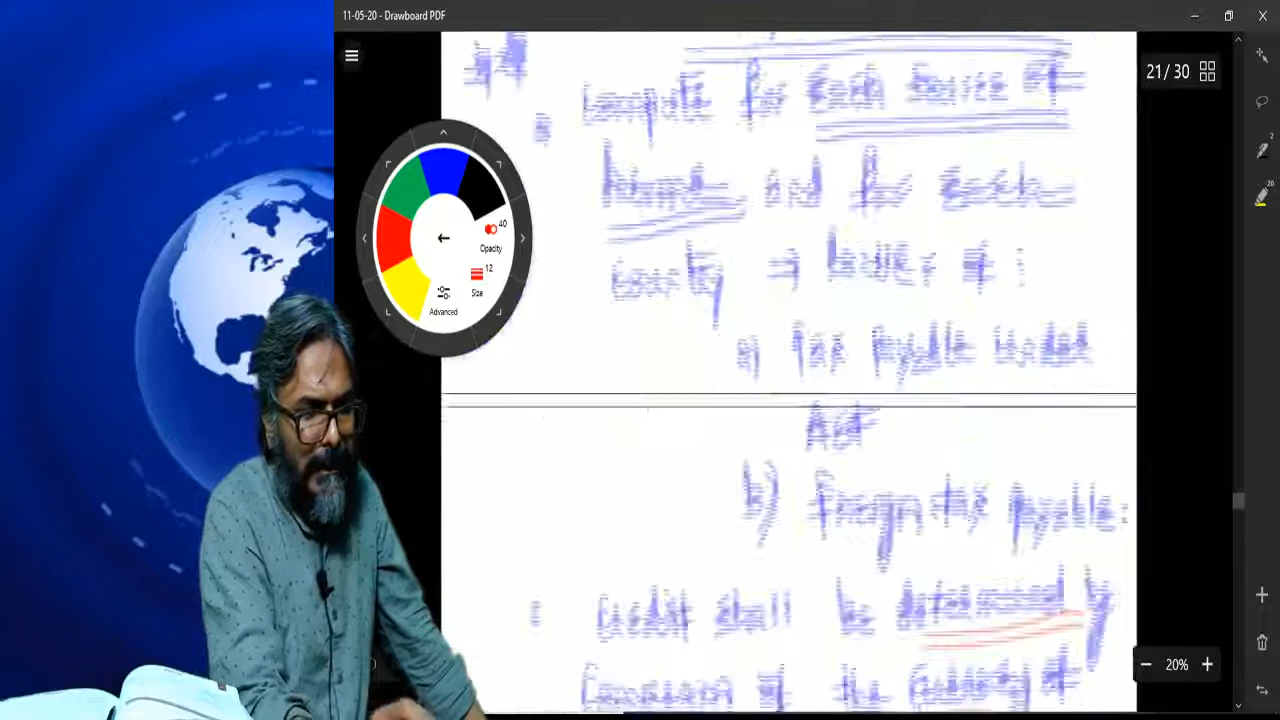 11-05-20 - Drawboard PDF
21 / 30
Compute for each source of
Income and for each
Country = lower of :
40
Opacity
12
Size
Advanced
28
of tax payable under
Act
b) Foreign tax payable
Credit shall be determined by
Conversion of the currency of
20%